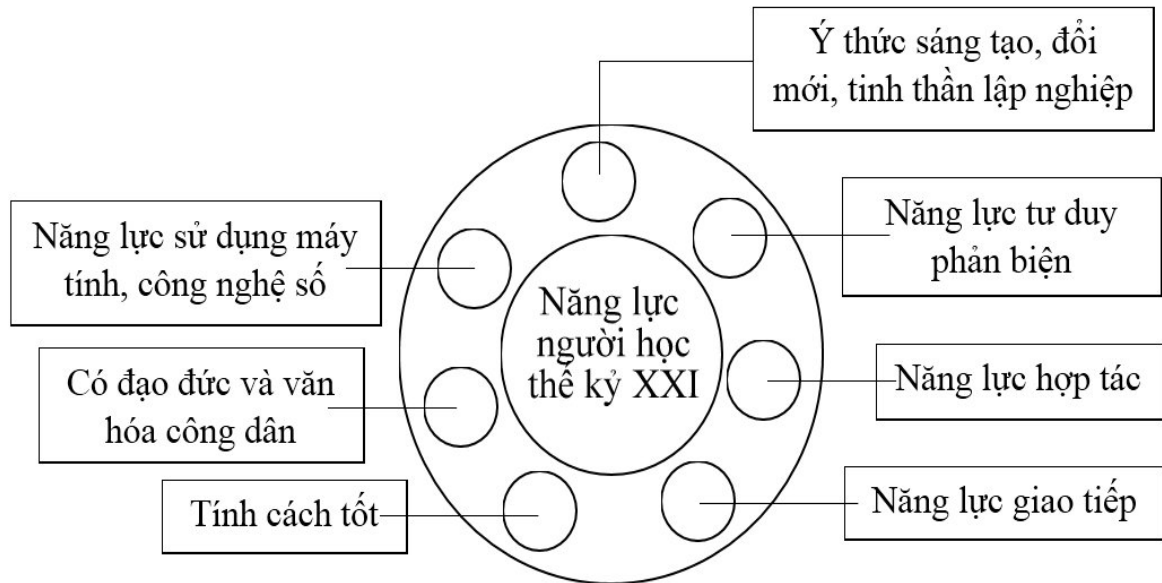 Ý thức sáng tạo, đổi
mới, tinh thần lập nghiệp
Năng lực tư duy
phản biện
Năng lực hợp tác
Năng lực giao tiếp
Tính cách tốt
Có đạo đức và văn
hóa công dân
Năng lực sử dụng máy
tính, công nghệ số
Năng lực
người học
thế kỷ XXI